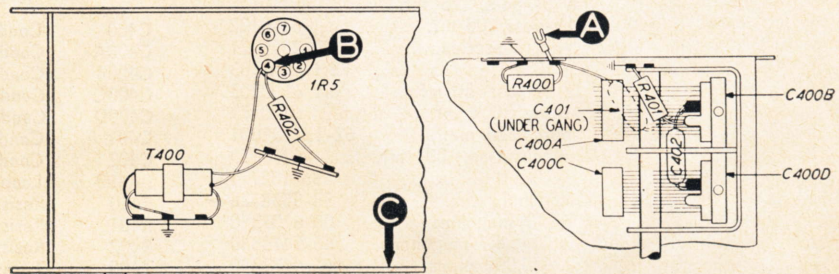 7
6
5
1
4
3
2
B
1R5
R402
T400
C
A
R400
R401
C401
(UNDER GANG)
C400A
C400C
C402
C400B
C400D